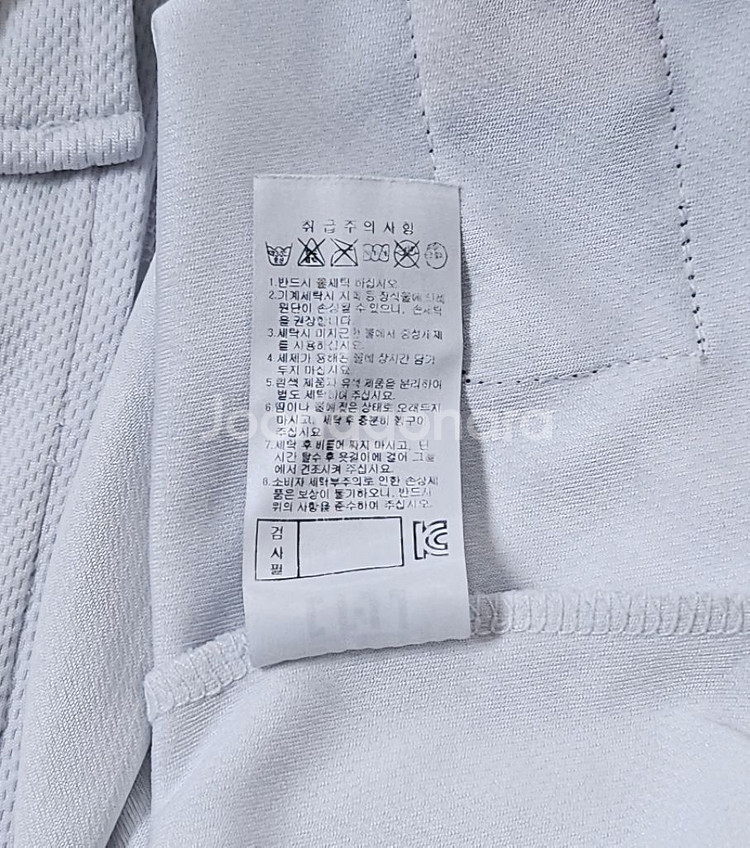 취급주의사항
1.반드시 물세탁 하십시오
2.기계세탁시 지퍼 등 장식물에 의해
원단이 손상될 수 있으니, 손세탁
을 권장합니다.
3.세탁시 미지근한 물에서 중성세제
를 사용하십시요.
4.세제가 용해된 물에 장시간 담가
두지 마십시요.
5.흰색 제품과 유색 제품은 분리하여
별도 세탁하여 주십시요.
6.땀이나 물에 젖은 상태로 오래두지
마시고, 세탁 후 충분히 헹구어
주십시요
7.세탁 후 비틀어 짜지 마시고, 단
시간 탈수 후 옷걸이에 걸어 그늘
에서 건조시켜 주십시요.
8.소비자 세탁부주의로 인한 손상제
품은 보상이 불가하오니, 반드시
위의 사항을 준수하여 주십시오.
검
사
필
KC
Joonggonara